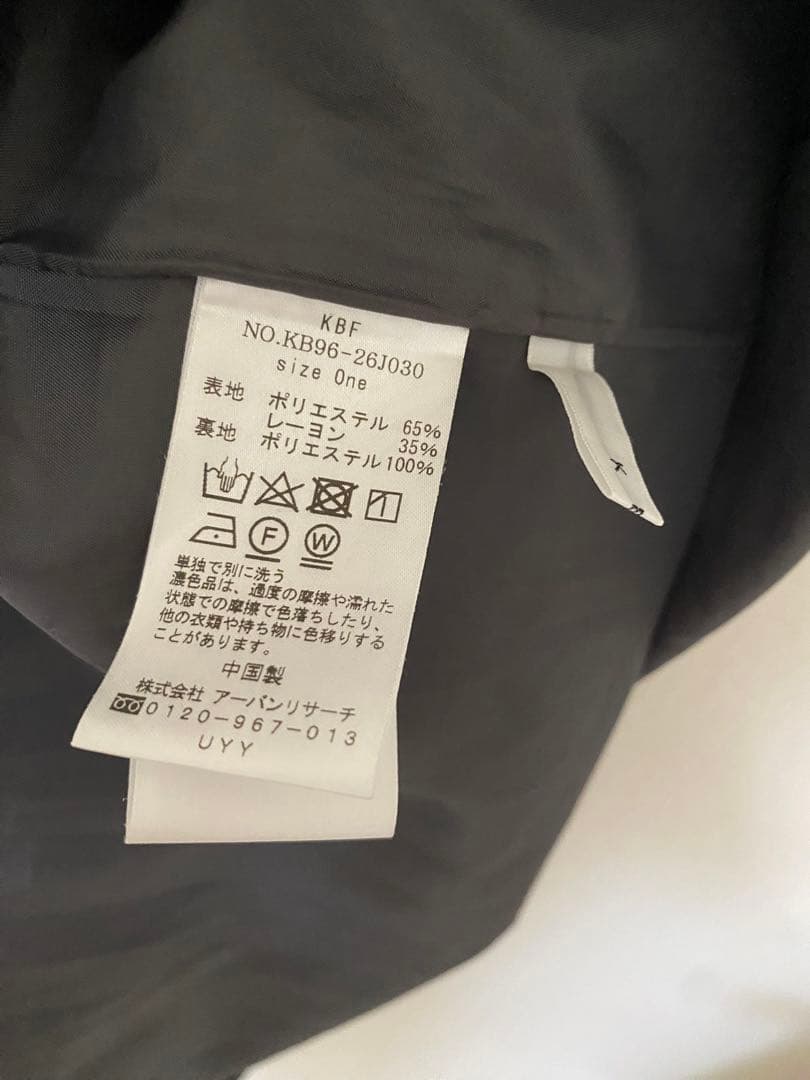 KBF
NO.KB96-26J030
size One
表地 ポリエステル 65%
レーヨン 35%
裏地 ポリエステル 100%
F W
単独で別に洗う
濃色品は、過度の摩擦や濡れた
状態での摩擦で色落ちしたり、
他の衣類や持ち物に色移りする
ことがあります。
中国製
株式会社 アーバンリサーチ
0120-967-013
UYY